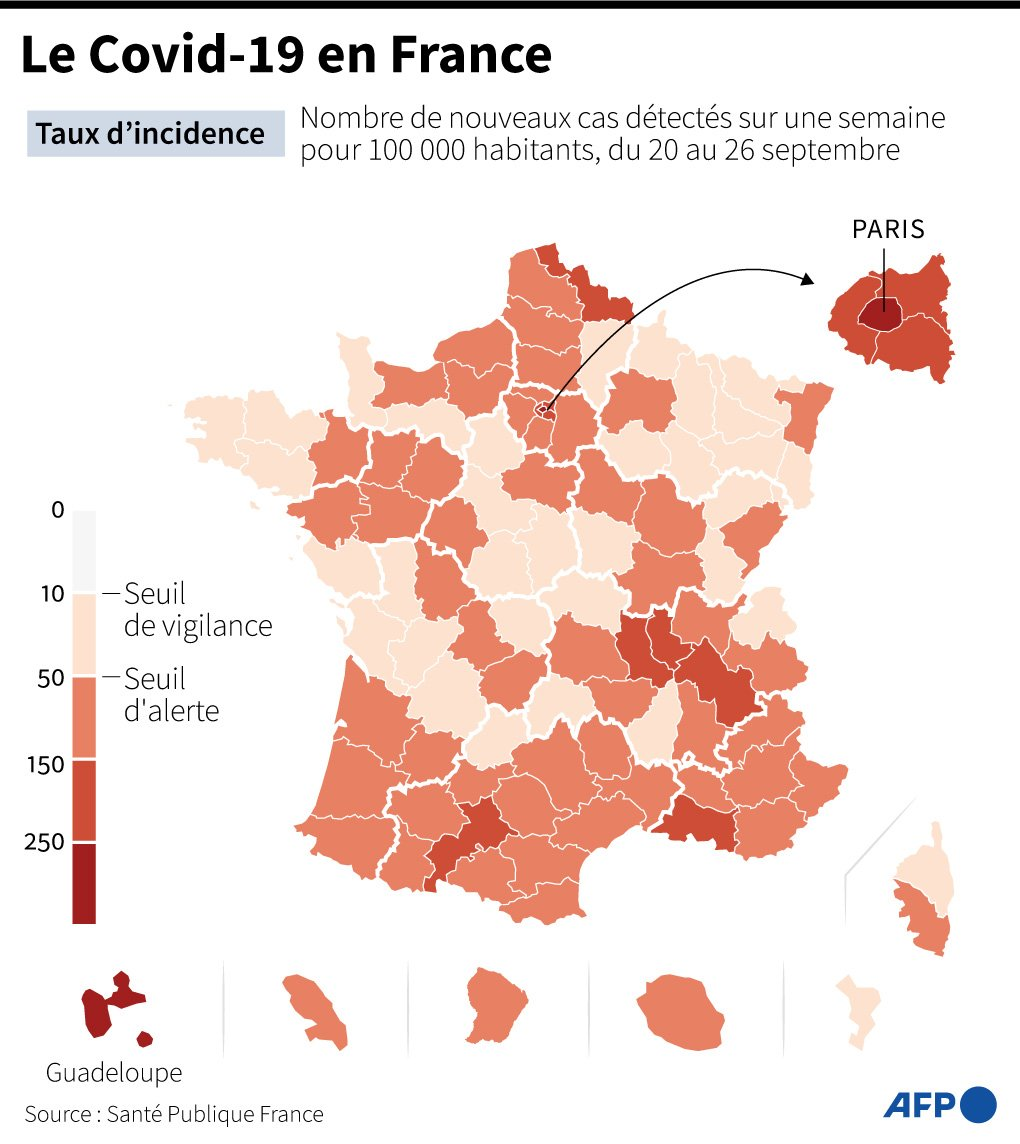 Le Covid-19 en France
Taux d’incidence
Nombre de nouveaux cas détectés sur une semaine
pour 100 000 habitants, du 20 au 26 septembre
PARIS
0
10
Seuil
de vigilance
50
Seuil
d'alerte
150
250
Guadeloupe
Source : Santé Publique France
AFP